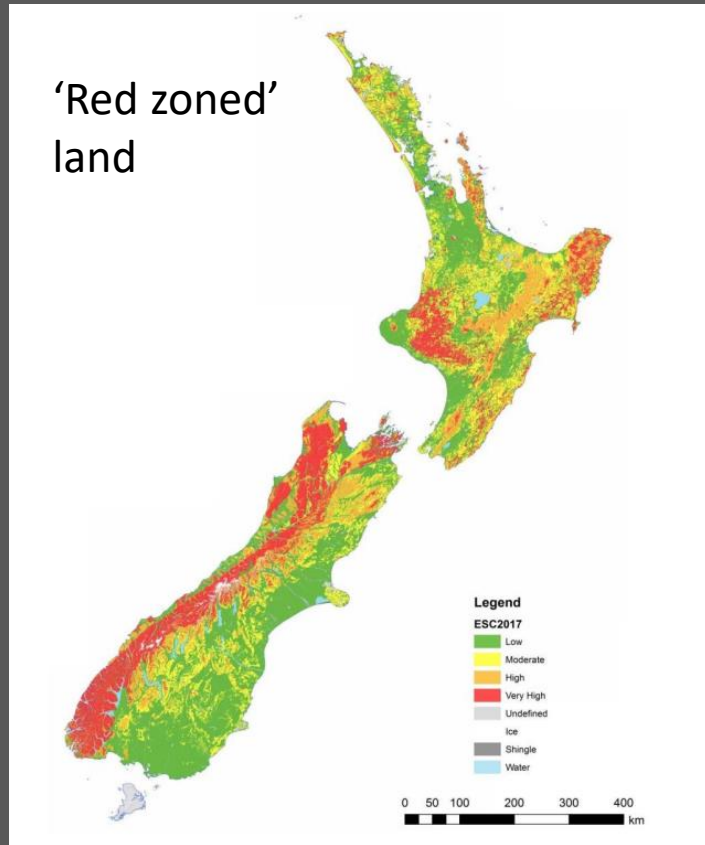 ‘Red zoned’
land
Legend
ESC2017
Low
Moderate
High
Very High
Undefined
Ice
Shingle
Water
0 50 100 200 300 400
km